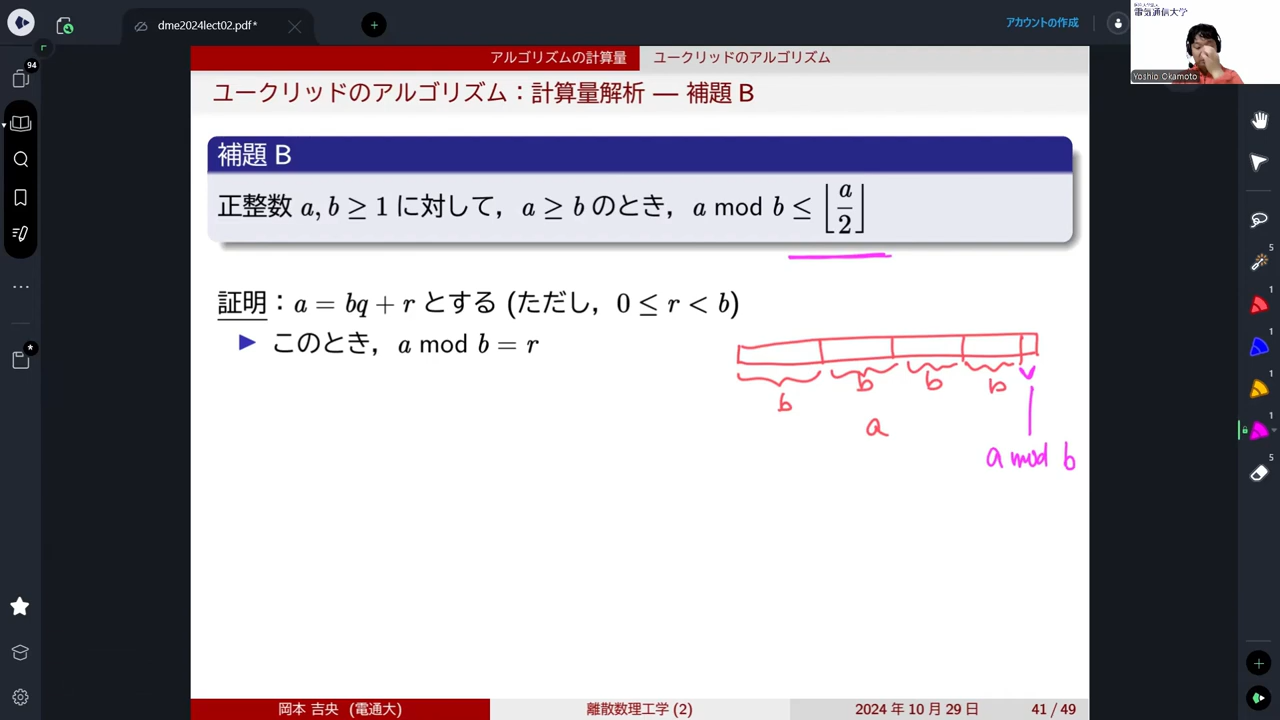 dme2024lect02.pdf*
アカウントの作成
電気通信大学
Yoshio Okamoto
94
アルゴリズムの計算量 ユークリッドのアルゴリズム
ユークリッドのアルゴリズム：計算量解析 — 補題 B
補題 B
正整数 a, b ≥ 1 に対して，a ≥ b のとき，a mod b ≤ ⌊a/2⌋
証明：a = bq + r とする (ただし，0 ≤ r < b)
▶ このとき，a mod b = r
b b b b
a
a mod b
5
1
1
1
1
5
岡本 吉央 (電通大) 離散数理工学 (2) 2024 年 10 月 29 日 41 / 49